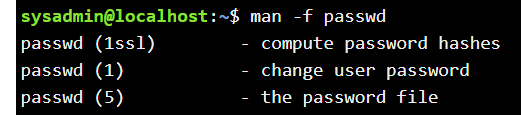 sysadmin@localhost:~$ man -f passwd
passwd (1ssl)        - compute password hashes
passwd (1)           - change user password
passwd (5)           - the password file